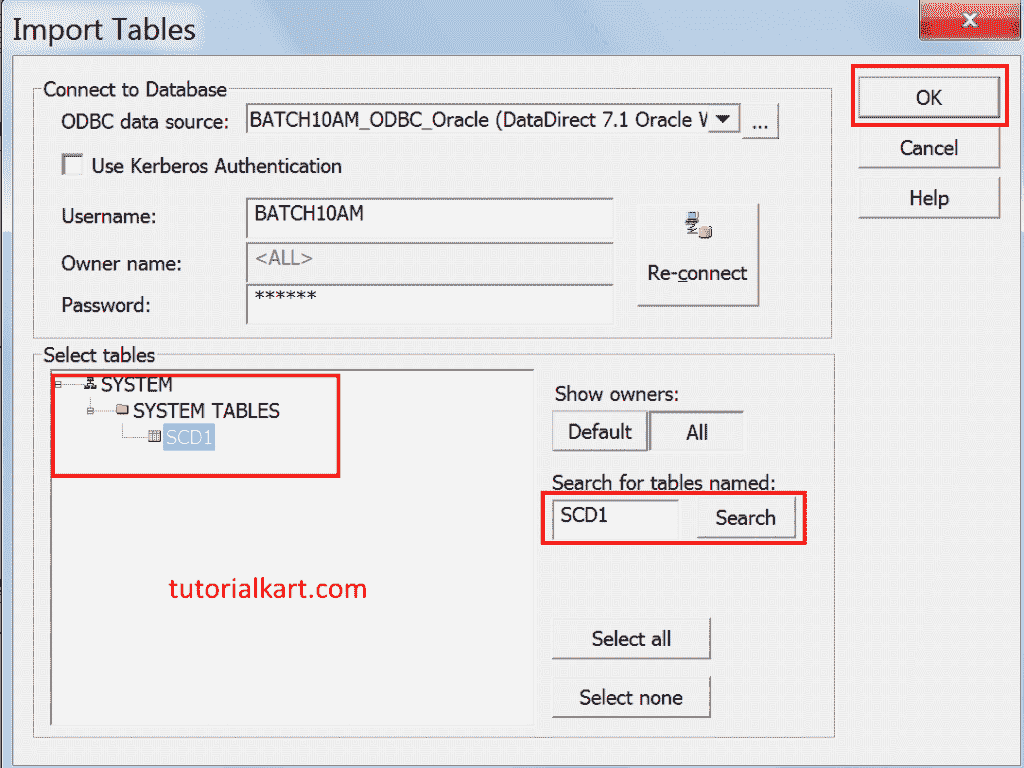 Import Tables
Connect to Database
ODBC data source: BATCH10AM_ODBC_Oracle (DataDirect 7.1 Oracle W ...
Use Kerberos Authentication
Username: BATCH10AM
Owner name: <ALL>
Password: ******
Re-connect
OK
Cancel
Help
Select tables
SYSTEM
SYSTEM TABLES
SCD1
Show owners:
Default All
Search for tables named:
SCD1 Search
tutorialkart.com
Select all
Select none